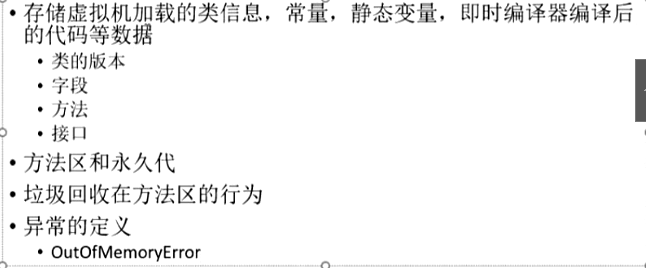 • 存储虚拟机加载的类信息，常量，静态变量，即时编译器编译后
的代码等数据
• 类的版本
• 字段
• 方法
• 接口
• 方法区和永久代
• 垃圾回收在方法区的行为
• 异常的定义
• OutOfMemoryError